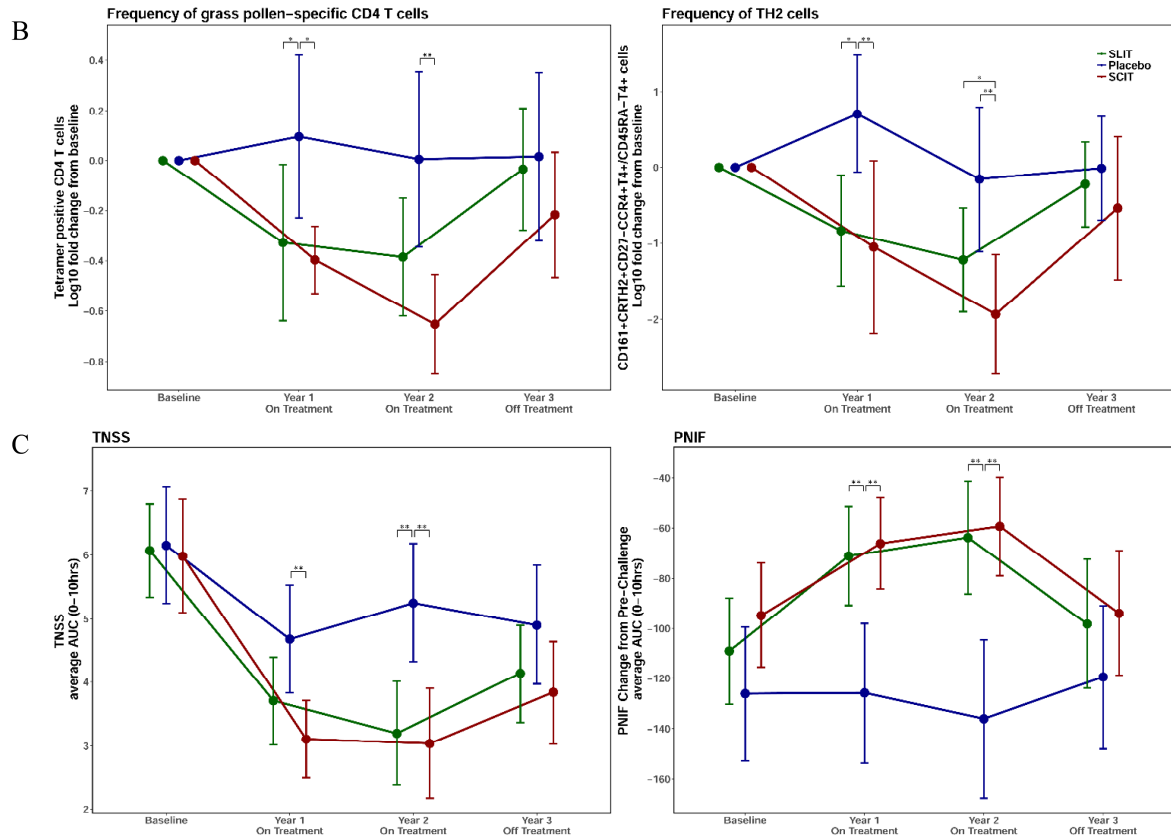 B
Frequency of grass pollen-specific CD4 T cells
Tetramer positive CD4 T cells
Log10 fold change from baseline
0.4
0.2
0.0
-0.2
-0.4
-0.6
-0.8
* *
**
Baseline
Year 1
On Treatment
Year 2
On Treatment
Year 3
Off Treatment
Frequency of TH2 cells
CD161+CRTH2+CD27-CCR4+T4+/CD45RA-T4+ cells
Log10 fold change from baseline
1
0
-1
-2
* **
*
**
SLIT
Placebo
SCIT
Baseline
Year 1
On Treatment
Year 2
On Treatment
Year 3
Off Treatment
C
TNSS
TNSS
average AUC (0-10hrs)
7
6
5
4
3
2
**
** **
Baseline
Year 1
On Treatment
Year 2
On Treatment
Year 3
Off Treatment
PNIF
PNIF Change from Pre-Challenge
average AUC (0-10hrs)
-40
-60
-80
-100
-120
-140
-160
** **
** **
Baseline
Year 1
On Treatment
Year 2
On Treatment
Year 3
Off Treatment